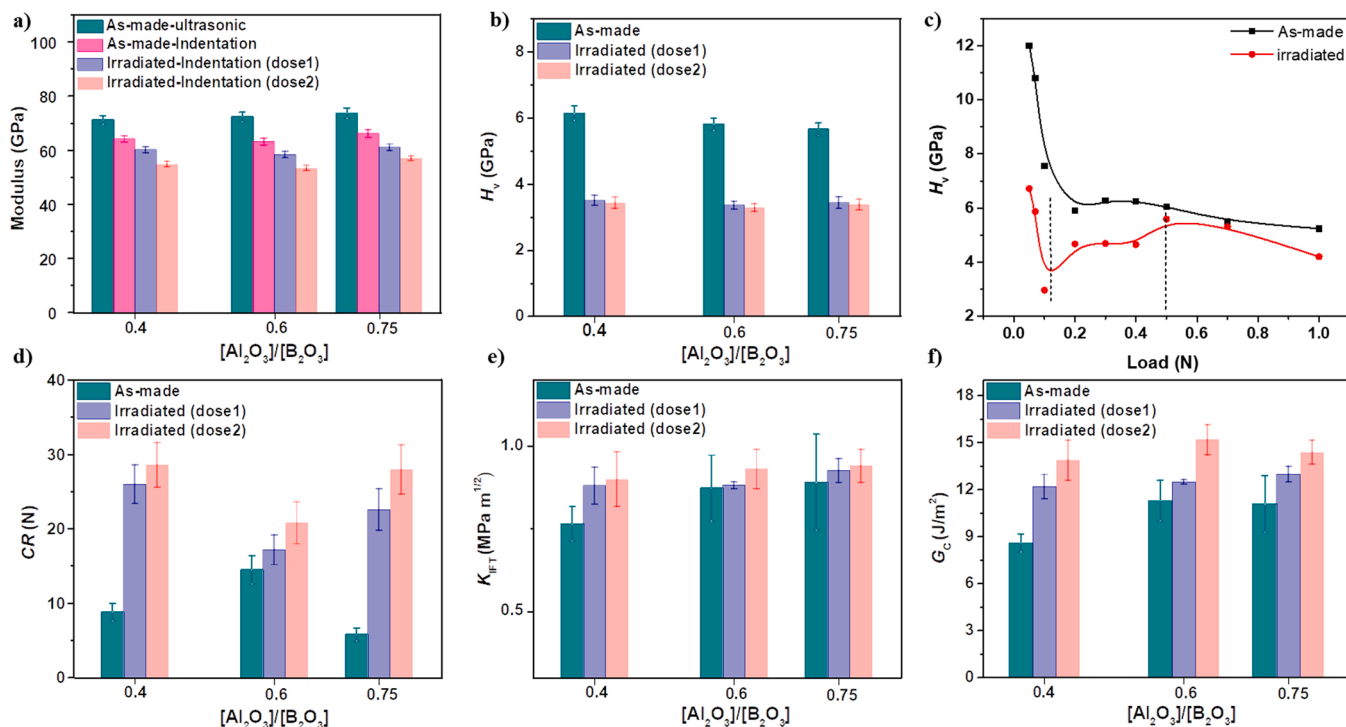 a)
As-made-ultrasonic
As-made-Indentation
Irradiated-Indentation (dose1)
Irradiated-Indentation (dose2)
Modulus (GPa)
100
80
60
40
20
0
0.4
0.6
0.75
[Al₂O₃]/[B₂O₃]
b)
As-made
Irradiated (dose1)
Irradiated (dose2)
Hᵥ (GPa)
8
6
4
2
0
0.4
0.6
0.75
[Al₂O₃]/[B₂O₃]
c)
As-made
irradiated
Hᵥ (GPa)
12
10
8
6
4
2
0.0
0.2
0.4
0.6
0.8
1.0
Load (N)
d)
As-made
Irradiated (dose1)
Irradiated (dose2)
CR (N)
40
30
20
10
0
0.4
0.6
0.75
[Al₂O₃]/[B₂O₃]
e)
As-made
Irradiated (dose1)
Irradiated (dose2)
K_IFT (MPa m^1/2)
1.0
0.5
0.4
0.6
0.75
[Al₂O₃]/[B₂O₃]
f)
As-made
Irradiated (dose1)
Irradiated (dose2)
G_C (J/m²)
18
15
12
9
6
3
0
0.4
0.6
0.75
[Al₂O₃]/[B₂O₃]